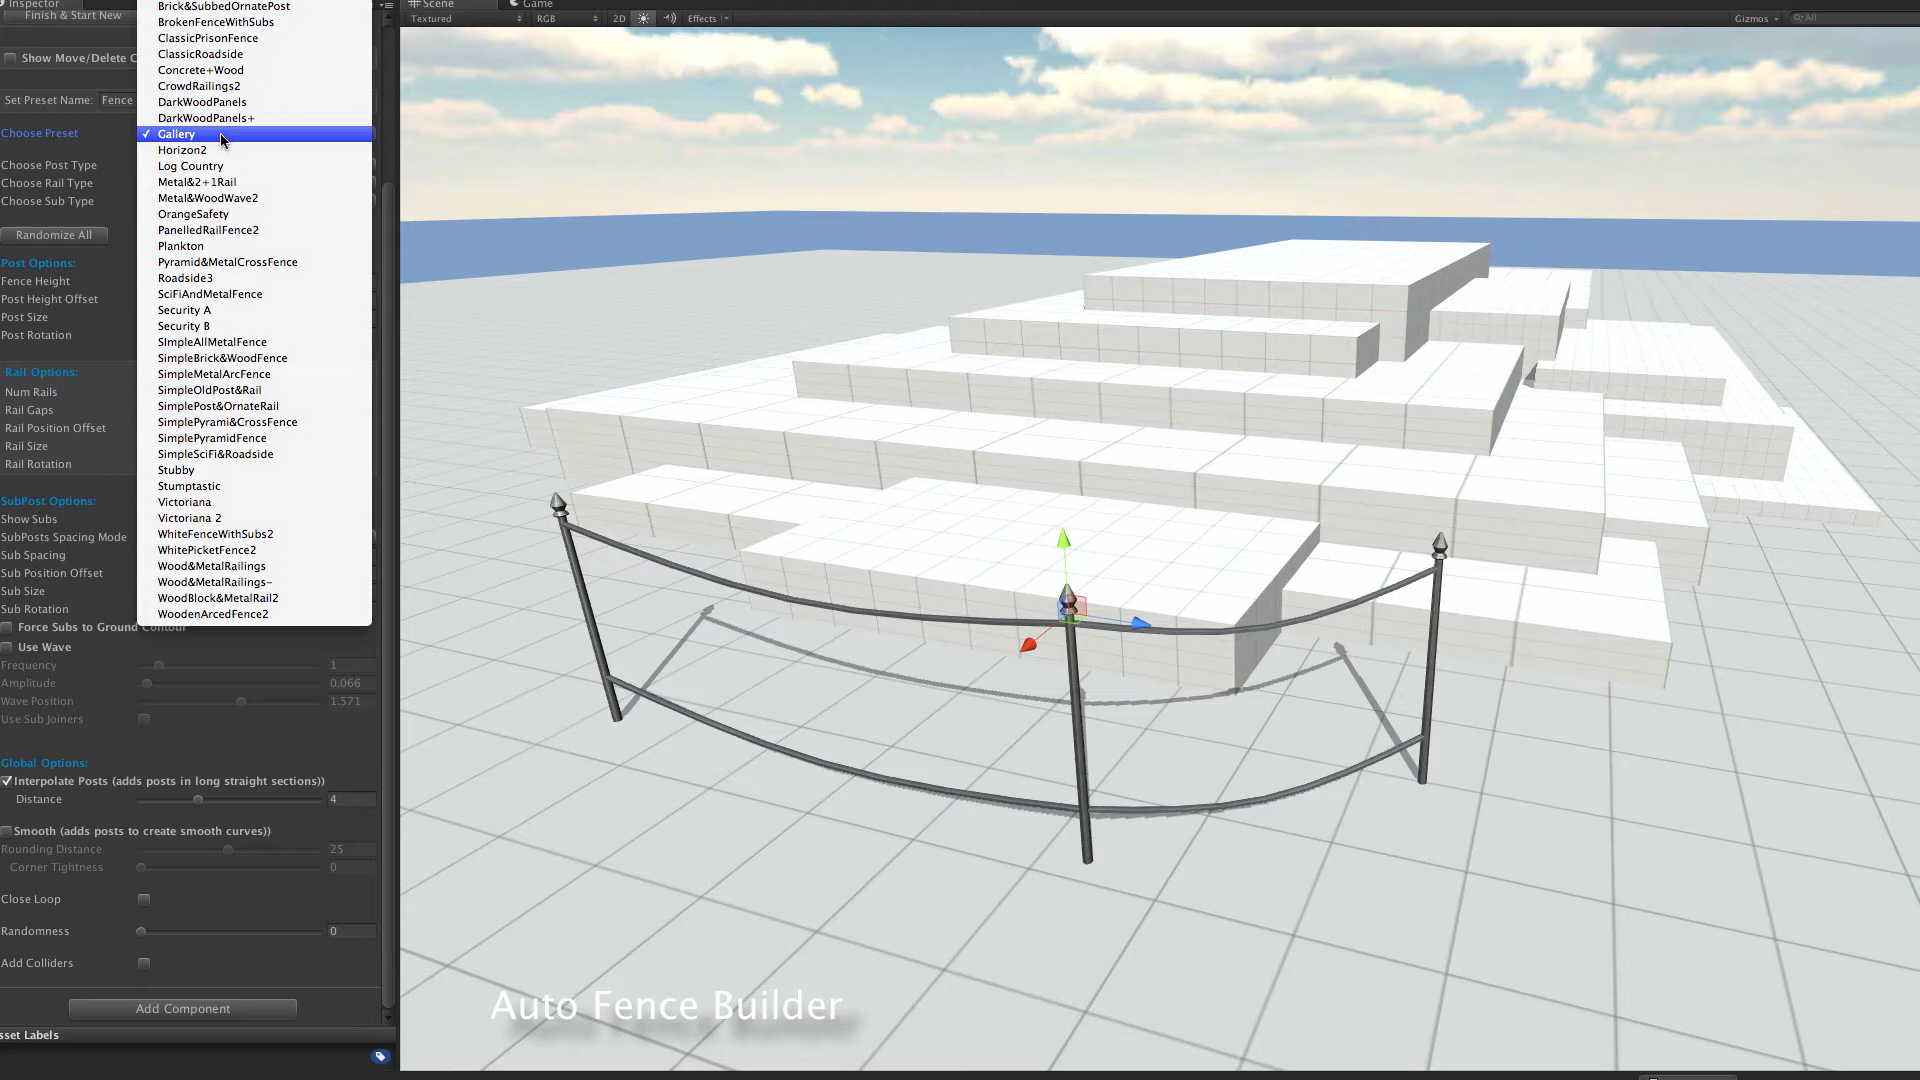 Inspector
Scene
Game
Finish & Start New
Textured
RGB
2D
Effects
Gizmos
All
Show Move/Delete C
Set Preset Name: Fence
Choose Preset
Choose Post Type
Choose Rail Type
Choose Sub Type
Randomize All
Post Options:
Fence Height
Post Height Offset
Post Size
Post Rotation
Rail Options:
Num Rails
Rail Gaps
Rail Position Offset
Rail Size
Rail Rotation
SubPost Options:
Show Subs
SubPosts Spacing Mode
Sub Spacing
Sub Position Offset
Sub Size
Sub Rotation
Brick&SubbedOrnatePost
BrokenFenceWithSubs
ClassicPrisonFence
ClassicRoadside
Concrete+Wood
CrowdRailings2
DarkWoodPanels
DarkWoodPanels+
✓ Gallery
Horizon2
Log Country
Metal&2+1Rail
Metal&WoodWave2
OrangeSafety
PanelledRailFence2
Plankton
Pyramid&MetalCrossFence
Roadside3
SciFiAndMetalFence
Security A
Security B
SImpleAllMetalFence
SimpleBrick&WoodFence
SimpleMetalArcFence
SimpleOldPost&Rail
SimplePost&OrnateRail
SimplePyrami&CrossFence
SimplePyramidFence
SimpleSciFi&Roadside
Stubby
Stumptastic
Victoriana
Victoriana 2
WhiteFenceWithSubs2
WhitePicketFence2
Wood&MetalRailings
Wood&MetalRailings-
WoodBlock&MetalRail2
WoodenArcedFence2
Force Subs to Ground Contour
Use Wave
Frequency 1
Amplitude 0.066
Wave Position 1.571
Use Sub Joiners
Global Options:
Interpolate Posts (adds posts in long straight sections))
Distance 4
Smooth (adds posts to create smooth curves))
Rounding Distance 25
Corner Tightness 0
Close Loop
Randomness 0
Add Colliders
Add Component
sset Labels
Auto Fence Builder